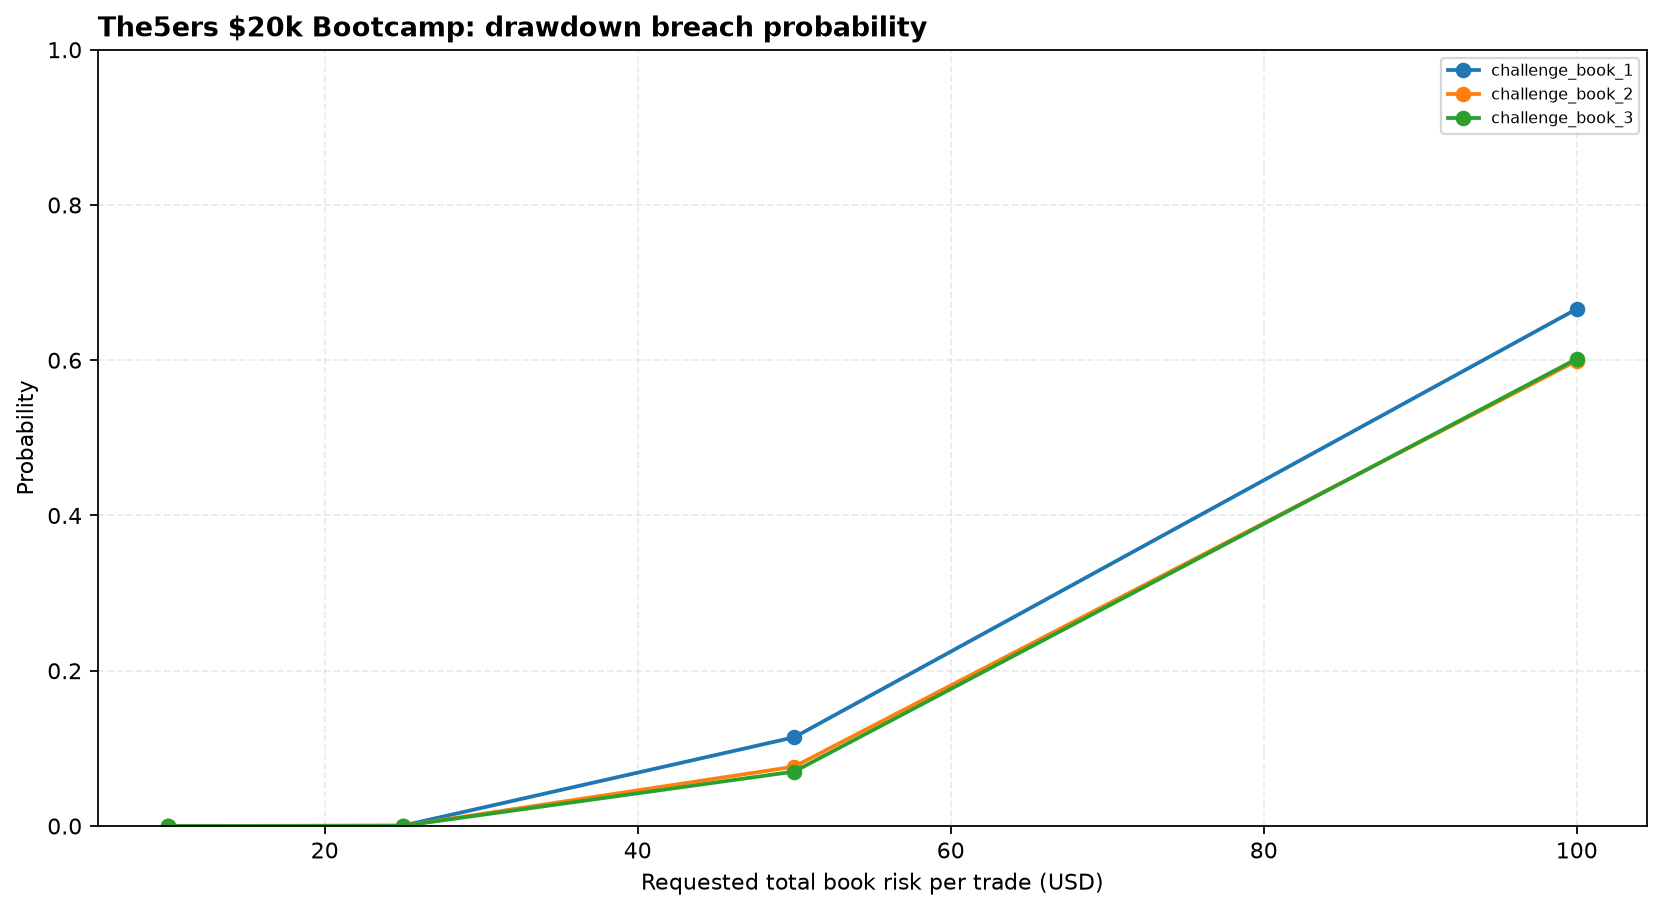 The5ers $20k Bootcamp: drawdown breach probability
1.0
0.8
0.6
0.4
0.2
0.0
Probability
challenge_book_1
challenge_book_2
challenge_book_3
20 40 60 80 100
Requested total book risk per trade (USD)